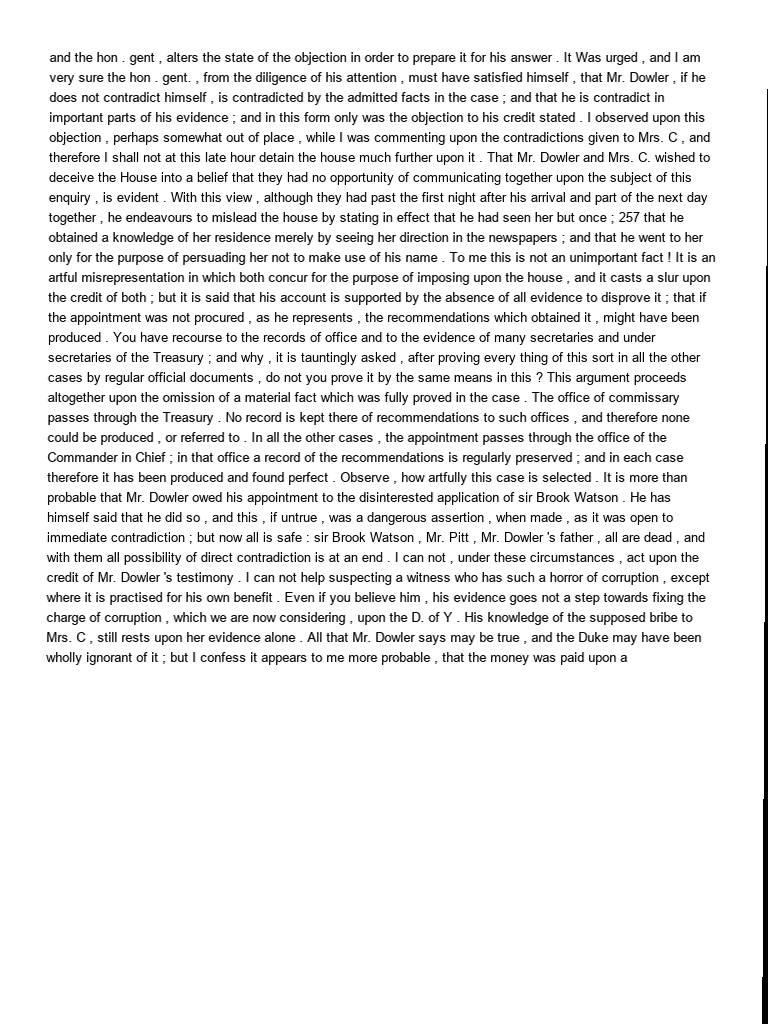 and the hon . gent , alters the state of the objection in order to prepare it for his answer . It Was urged , and I am
very sure the hon . gent. , from the diligence of his attention , must have satisfied himself , that Mr. Dowler , if he
does not contradict himself , is contradicted by the admitted facts in the case ; and that he is contradict in
important parts of his evidence ; and in this form only was the objection to his credit stated . I observed upon this
objection , perhaps somewhat out of place , while I was commenting upon the contradictions given to Mrs. C , and
therefore I shall not at this late hour detain the house much further upon it . That Mr. Dowler and Mrs. C. wished to
deceive the House into a belief that they had no opportunity of communicating together upon the subject of this
enquiry , is evident . With this view , although they had past the first night after his arrival and part of the next day
together , he endeavours to mislead the house by stating in effect that he had seen her but once ; 257 that he
obtained a knowledge of her residence merely by seeing her direction in the newspapers ; and that he went to her
only for the purpose of persuading her not to make use of his name . To me this is not an unimportant fact ! It is an
artful misrepresentation in which both concur for the purpose of imposing upon the house , and it casts a slur upon
the credit of both ; but it is said that his account is supported by the absence of all evidence to disprove it ; that if
the appointment was not procured , as he represents , the recommendations which obtained it , might have been
produced . You have recourse to the records of office and to the evidence of many secretaries and under
secretaries of the Treasury ; and why , it is tauntingly asked , after proving every thing of this sort in all the other
cases by regular official documents , do not you prove it by the same means in this ? This argument proceeds
altogether upon the omission of a material fact which was fully proved in the case . The office of commissary
passes through the Treasury . No record is kept there of recommendations to such offices , and therefore none
could be produced , or referred to . In all the other cases , the appointment passes through the office of the
Commander in Chief ; in that office a record of the recommendations is regularly preserved ; and in each case
therefore it has been produced and found perfect . Observe , how artfully this case is selected . It is more than
probable that Mr. Dowler owed his appointment to the disinterested application of sir Brook Watson . He has
himself said that he did so , and this , if untrue , was a dangerous assertion , when made , as it was open to
immediate contradiction ; but now all is safe : sir Brook Watson , Mr. Pitt , Mr. Dowler 's father , all are dead , and
with them all possibility of direct contradiction is at an end . I can not , under these circumstances , act upon the
credit of Mr. Dowler 's testimony . I can not help suspecting a witness who has such a horror of corruption , except
where it is practised for his own benefit . Even if you believe him , his evidence goes not a step towards fixing the
charge of corruption , which we are now considering , upon the D. of Y . His knowledge of the supposed bribe to
Mrs. C , still rests upon her evidence alone . All that Mr. Dowler says may be true , and the Duke may have been
wholly ignorant of it ; but I confess it appears to me more probable , that the money was paid upon a